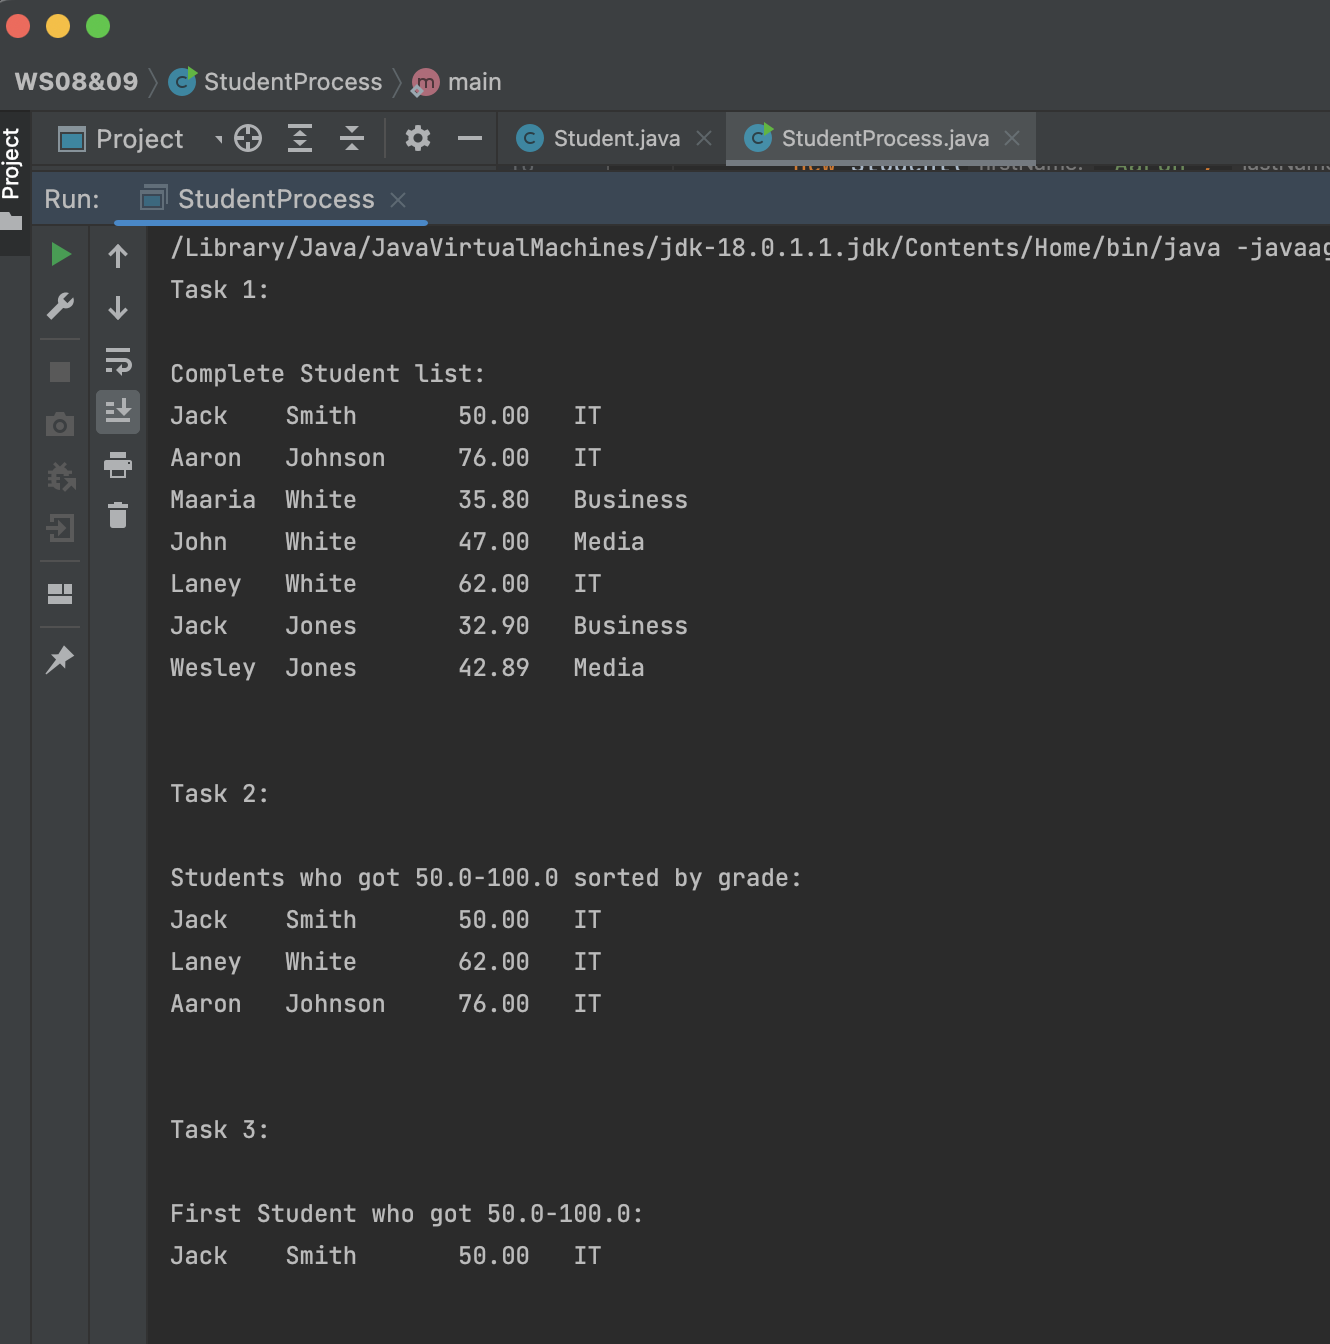 WS08&09 StudentProcess main
Project Student.java StudentProcess.java
Project
Run: StudentProcess
/Library/Java/JavaVirtualMachines/jdk-18.0.1.1.jdk/Contents/Home/bin/java -javaag
Task 1:
Complete Student list:
Jack Smith 50.00 IT
Aaron Johnson 76.00 IT
Maaria White 35.80 Business
John White 47.00 Media
Laney White 62.00 IT
Jack Jones 32.90 Business
Wesley Jones 42.89 Media
Task 2:
Students who got 50.0-100.0 sorted by grade:
Jack Smith 50.00 IT
Laney White 62.00 IT
Aaron Johnson 76.00 IT
Task 3:
First Student who got 50.0-100.0:
Jack Smith 50.00 IT